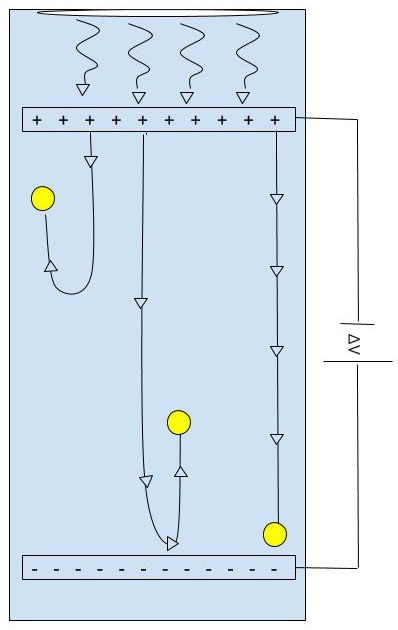 + + + + + + + + + +
ΔV
- - - - - - - - - - - -